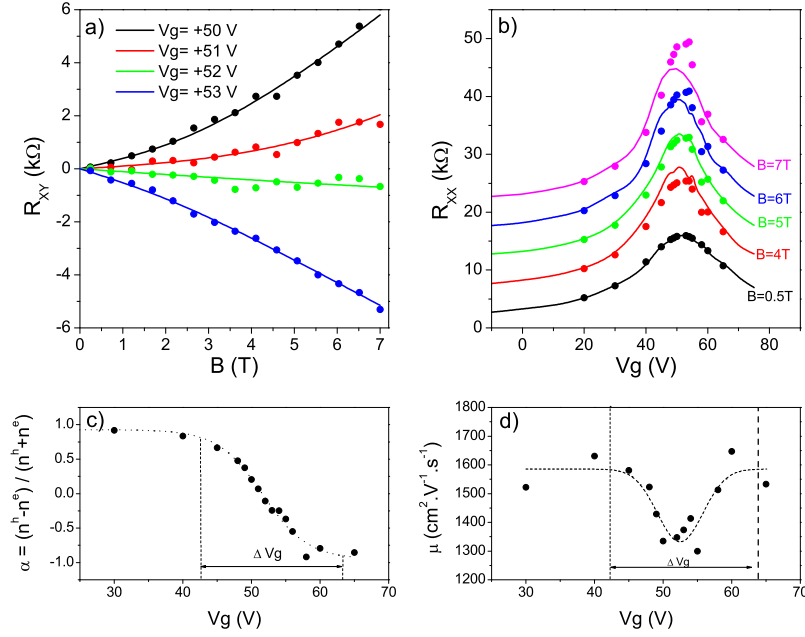 a)
Vg= +50 V
Vg= +51 V
Vg= +52 V
Vg= +53 V
6
4
2
0
-2
-4
-6
R_XY (kΩ)
0 1 2 3 4 5 6 7
B (T)
b)
50
40
30
20
10
0
R_XX (kΩ)
B=7T
B=6T
B=5T
B=4T
B=0.5T
20 40 60 80
Vg (V)
c)
1.0
0.5
0.0
-0.5
-1.0
α = (n^h-n^e) / (n^h+n^e)
Δ Vg
30 40 50 60 70
Vg (V)
d)
1800
1700
1600
1500
1400
1300
1200
μ (cm².V⁻¹.s⁻¹)
Δ Vg
30 40 50 60 70
Vg (V)